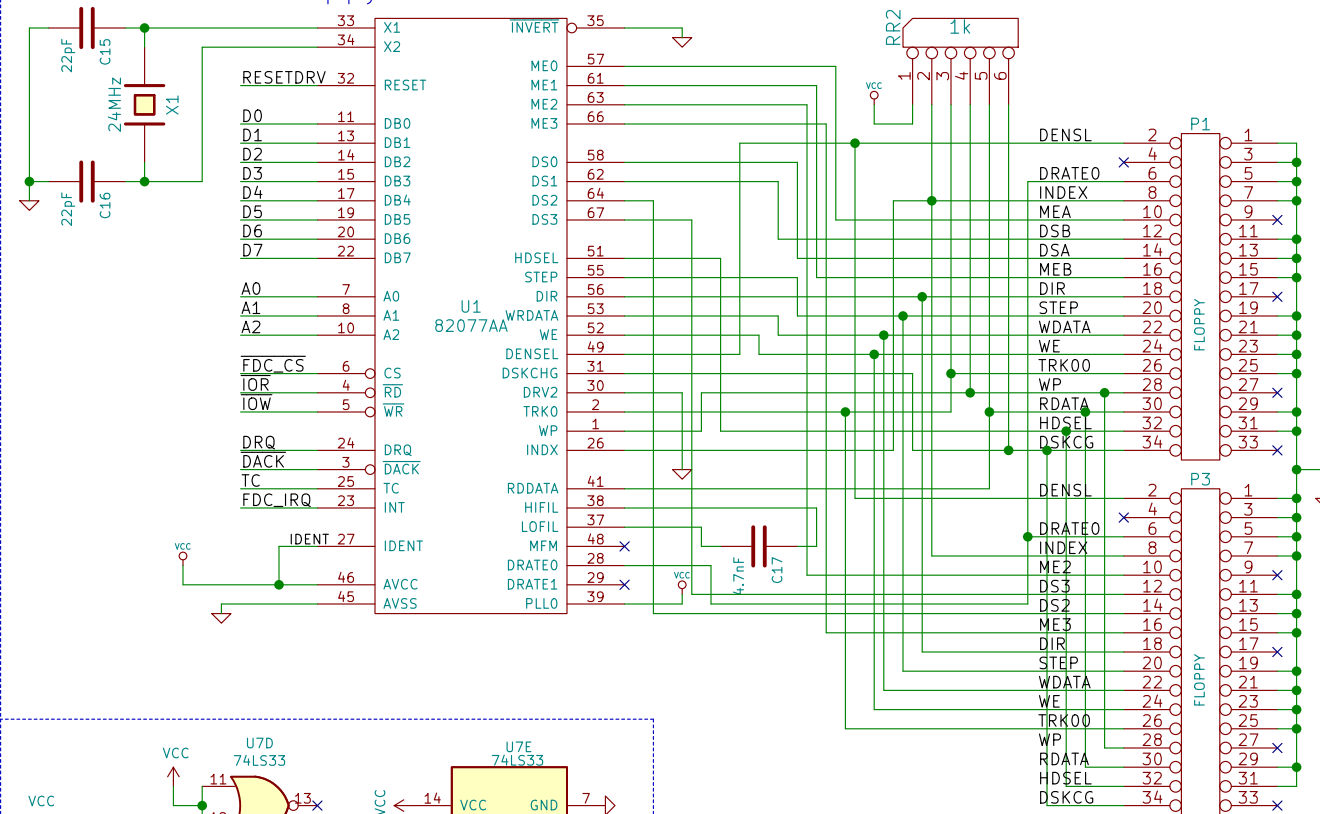 33 X1
34 X2
22pF C15
24MHz X1
22pF C16
RESETDRV 32 RESET
D0 11 DB0
D1 13 DB1
D2 14 DB2
D3 15 DB3
D4 17 DB4
D5 19 DB5
D6 20 DB6
D7 22 DB7
A0 7 A0
A1 8 A1
A2 10 A2
FDC_CS 6 CS
IOR 4 RD
IOW 5 WR
DRQ 24 DRQ
DACK 3 DACK
TC 25 TC
FDC_IRQ 23 INT
IDENT 27 IDENT
VCC
46 AVCC
45 AVSS
U1
82077AA
INVERT 35
ME0 57
ME1 61
ME2 63
ME3 66
DS0 58
DS1 62
DS2 64
DS3 67
HDSEL 51
STEP 55
DIR 56
WRDATA 53
WE 52
DENSEL 49
DSKCHG 31
DRV2 30
TRK0 2
WP 1
INDX 26
RDDATA 41
HIFIL 38
LOFIL 37
MFM 48
DRATE0 28
DRATE1 29
PLL0 39
4.7nF C17
VCC
RR2 1k
VCC
1 2 3 4 5 6
P1
FLOPPY
DENSL 2 1
4 3
DRATE0 6 5
INDEX 8 7
MEA 10 9
DSB 12 11
DSA 14 13
MEB 16 15
DIR 18 17
STEP 20 19
WDATA 22 21
WE 24 23
TRK00 26 25
WP 28 27
RDATA 30 29
HDSEL 32 31
DSKCG 34 33
P3
FLOPPY
DENSL 2 1
4 3
DRATE0 6 5
INDEX 8 7
ME2 10 9
DS3 12 11
DS2 14 13
ME3 16 15
DIR 18 17
STEP 20 19
WDATA 22 21
WE 24 23
TRK00 26 25
WP 28 27
RDATA 30 29
HDSEL 32 31
DSKCG 34 33
VCC
VCC
U7D
74LS33
11
13
U7E
74LS33
VCC 14 VCC GND 7